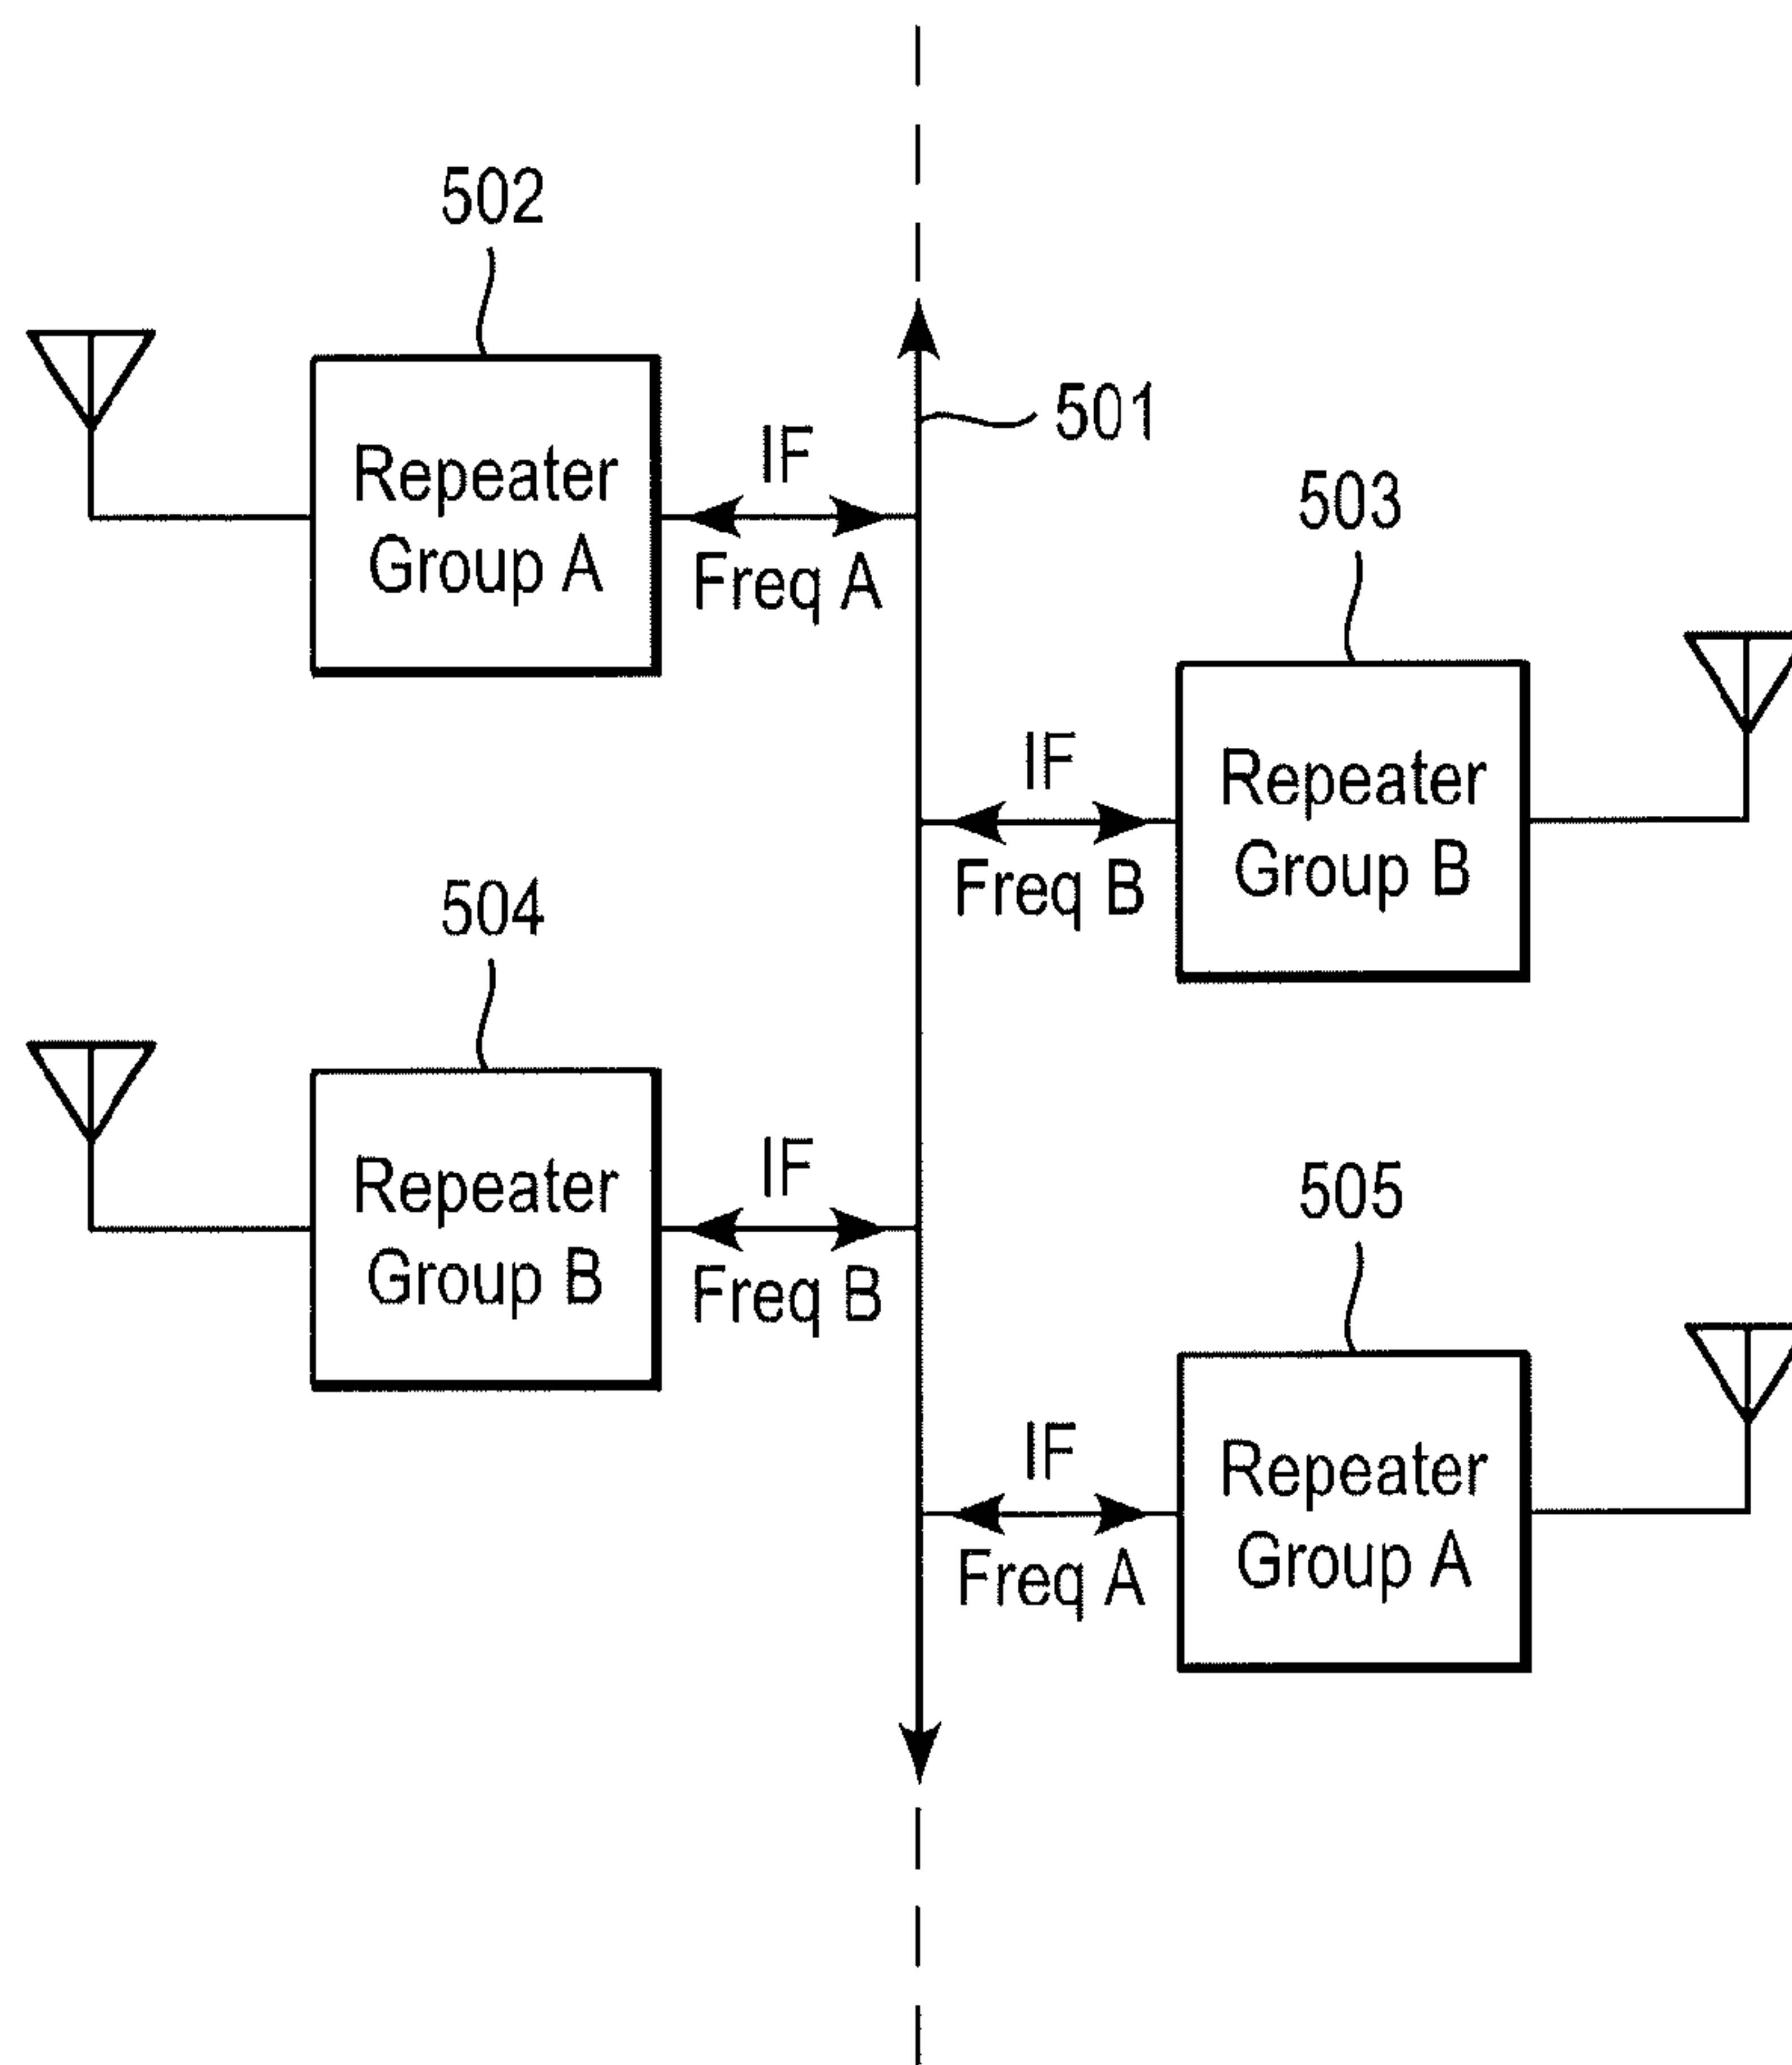 502
501
IF
Repeater
Group A
Freq A
503
IF
Repeater
Group B
Freq B
504
IF
Repeater
Group B
Freq B
505
IF
Repeater
Group A
Freq A